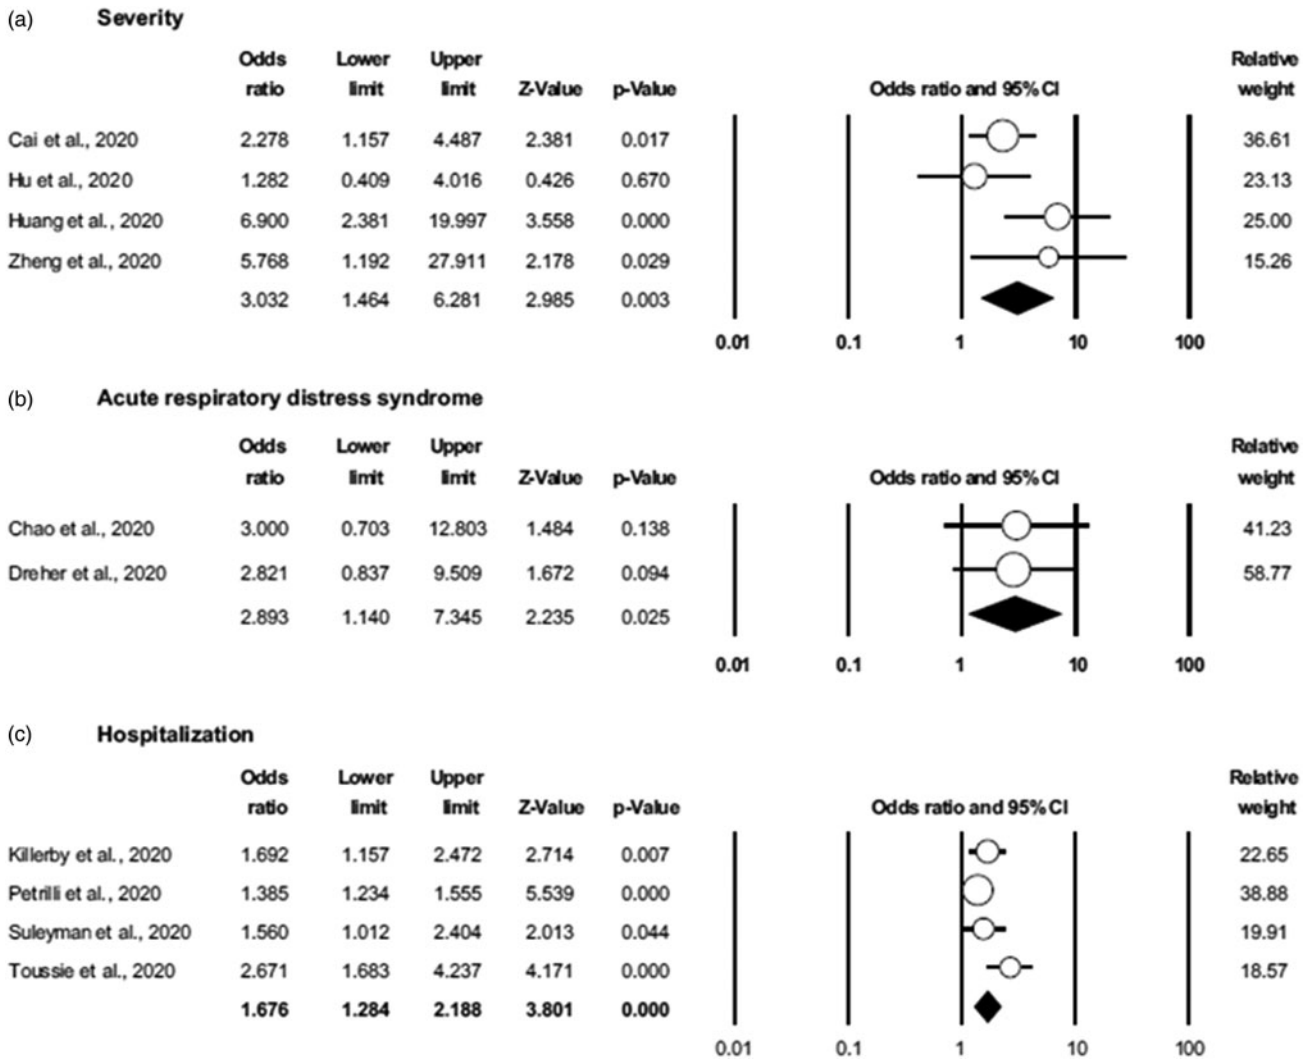 (a) Severity
Odds Lower Upper Relative
ratio limit limit Z-Value p-Value Odds ratio and 95% CI weight
Cai et al., 2020 2.278 1.157 4.487 2.381 0.017 36.61
Hu et al., 2020 1.282 0.409 4.016 0.426 0.670 23.13
Huang et al., 2020 6.900 2.381 19.997 3.558 0.000 25.00
Zheng et al., 2020 5.768 1.192 27.911 2.178 0.029 15.26
3.032 1.464 6.281 2.985 0.003
0.01 0.1 1 10 100
(b) Acute respiratory distress syndrome
Odds Lower Upper Relative
ratio limit limit Z-Value p-Value Odds ratio and 95% CI weight
Chao et al., 2020 3.000 0.703 12.803 1.484 0.138 41.23
Dreher et al., 2020 2.821 0.837 9.509 1.672 0.094 58.77
2.893 1.140 7.345 2.235 0.025
0.01 0.1 1 10 100
(c) Hospitalization
Odds Lower Upper Relative
ratio limit limit Z-Value p-Value Odds ratio and 95% CI weight
Killerby et al., 2020 1.692 1.157 2.472 2.714 0.007 22.65
Petrilli et al., 2020 1.385 1.234 1.555 5.539 0.000 38.88
Suleyman et al., 2020 1.560 1.012 2.404 2.013 0.044 19.91
Toussie et al., 2020 2.671 1.683 4.237 4.171 0.000 18.57
1.676 1.284 2.188 3.801 0.000
0.01 0.1 1 10 100